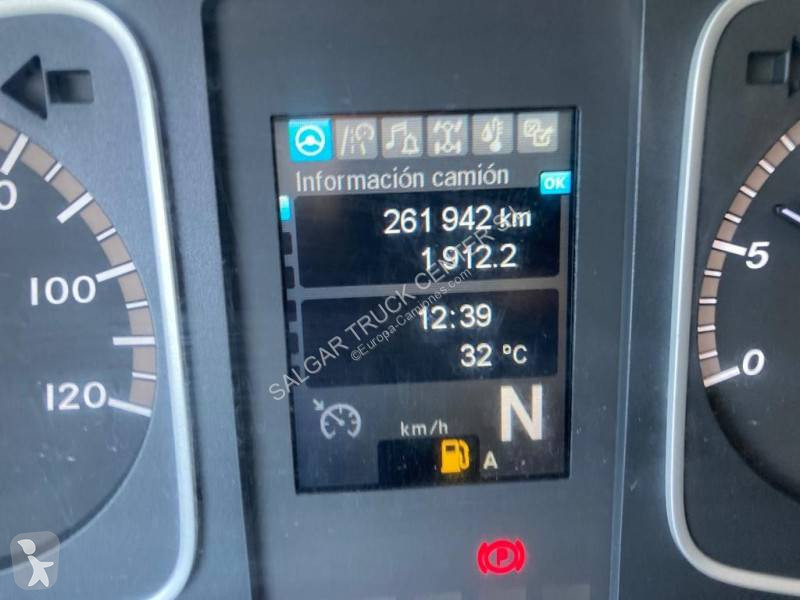 Información camión
OK
261 942 km
1,912.2
12:39
32 ºC
km/h
N
A
P
100
120
5
0
SALGAR TRUCK CENTER S.L
©Europa-Camiones.com